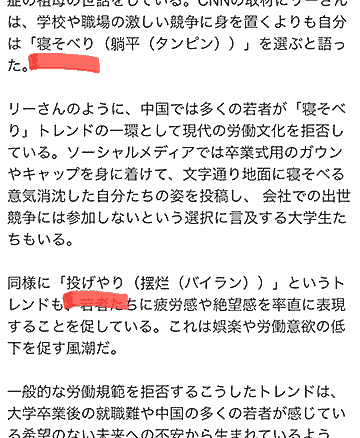 症の祖母の世話をしている。CNNの取材にリーさん
は、学校や職場の激しい競争に身を置くよりも自分
は「寝そべり（躺平（タンピン））」を選ぶと語っ
た。
リーさんのように、中国では多くの若者が「寝そべ
り」トレンドの一環として現代の労働文化を拒否し
ている。ソーシャルメディアでは卒業式用のガウン
やキャップを身に着けて、文字通り地面に寝そべる
意気消沈した自分たちの姿を投稿し、 会社での出世
競争には参加しないという選択に言及する大学生た
ちもいる。
同様に「投げやり（摆烂（バイラン））」というト
レンドも、若者たちに疲労感や絶望感を率直に表現
することを促している。これは娯楽や労働意欲の低
下を促す風潮だ。
一般的な労働規範を拒否するこうしたトレンドは、
大学卒業後の就職難や中国の多くの若者が感じてい
る希望のない未来への不安から生まれているよう